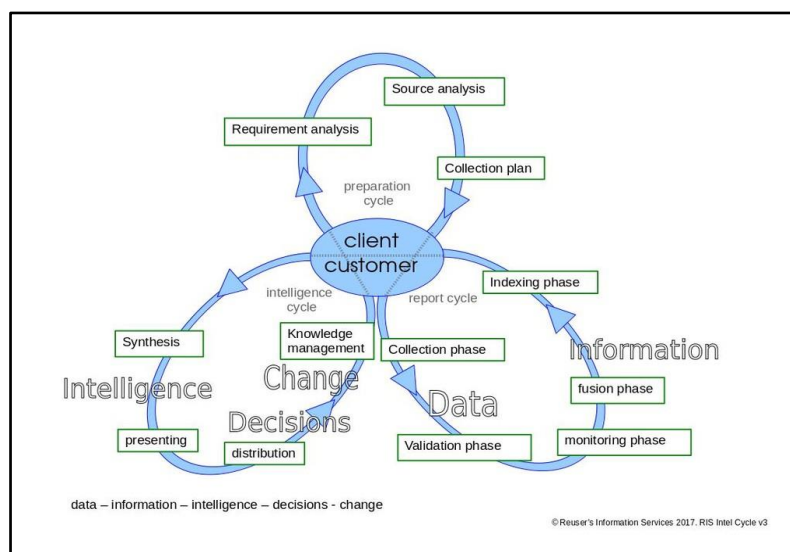 Source analysis
Requirement analysis
Collection plan
preparation
cycle
client
customer
intelligence
cycle
report cycle
Indexing phase
Synthesis
Knowledge
management
Collection phase
Information
Intelligence
Change
Data
fusion phase
Decisions
presenting
distribution
Validation phase
monitoring phase
data – information – intelligence – decisions - change
© Reuser's Information Services 2017. RIS Intel Cycle v3